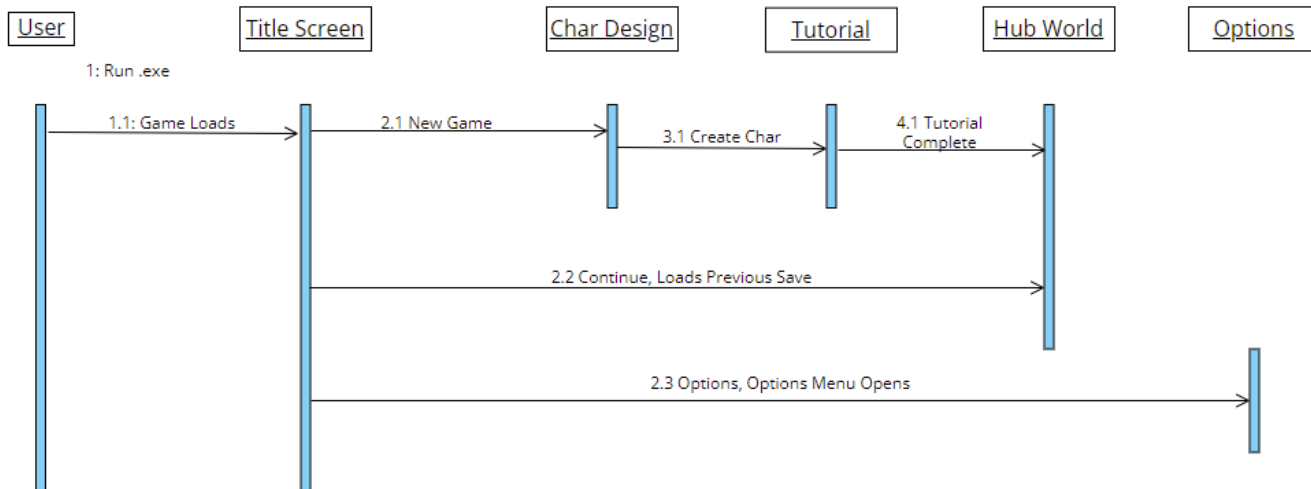 User
Title Screen
Char Design
Tutorial
Hub World
Options
1: Run .exe
1.1: Game Loads
2.1 New Game
3.1 Create Char
4.1 Tutorial
Complete
2.2 Continue, Loads Previous Save
2.3 Options, Options Menu Opens